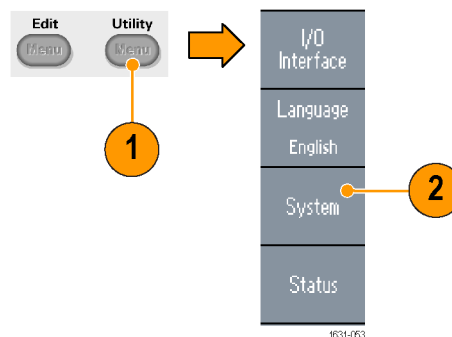 Edit Utility
Menu Menu
1
I/O
Interface
Language
English
System
2
Status
1631-053